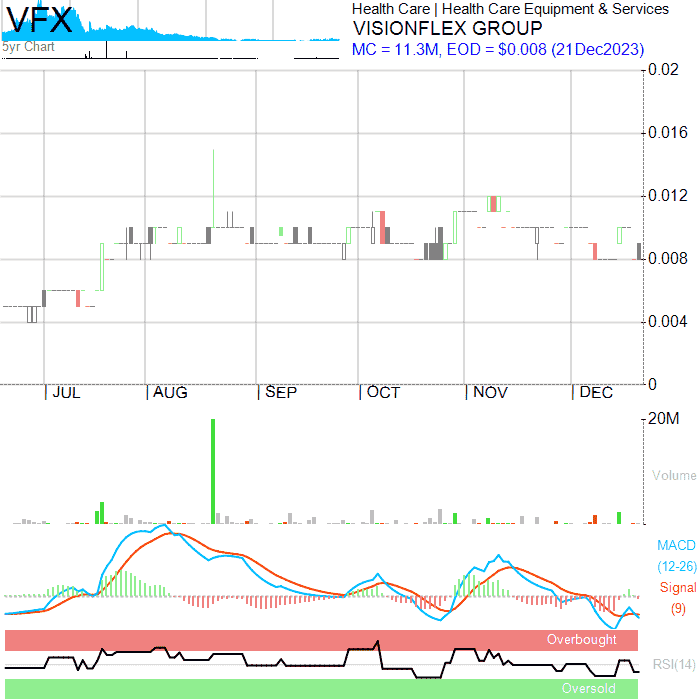 VFX
5yr Chart
Health Care | Health Care Equipment & Services
VISIONFLEX GROUP
MC = 11.3M, EOD = $0.008 (21Dec2023)
0.02
0.016
0.012
0.008
0.004
0
JUL
AUG
SEP
OCT
NOV
DEC
20M
Volume
MACD
(12-26)
Signal
(9)
Overbought
RSI(14)
Oversold